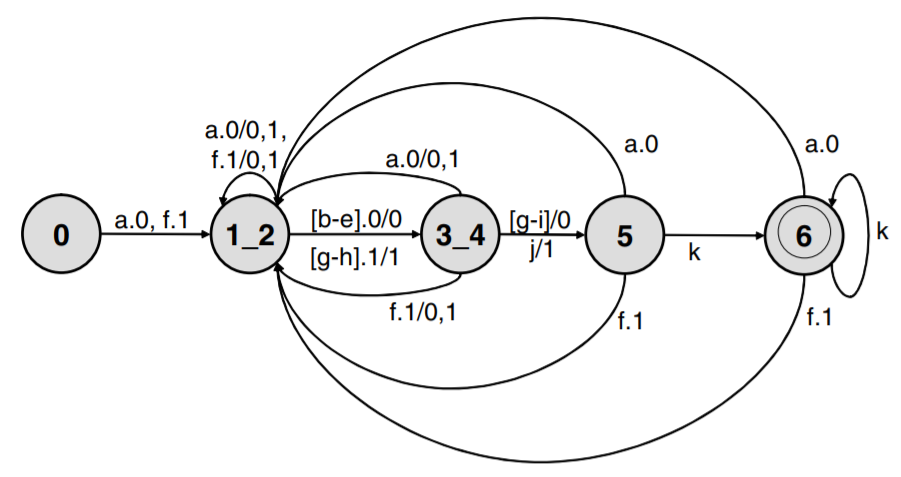 a.0/0,1,
f.1/0,1
a.0/0,1
a.0
a.0
0
a.0, f.1
1_2
[b-e].0/0
[g-h].1/1
3_4
[g-i]/0
j/1
5
k
6
k
f.1/0,1
f.1
f.1